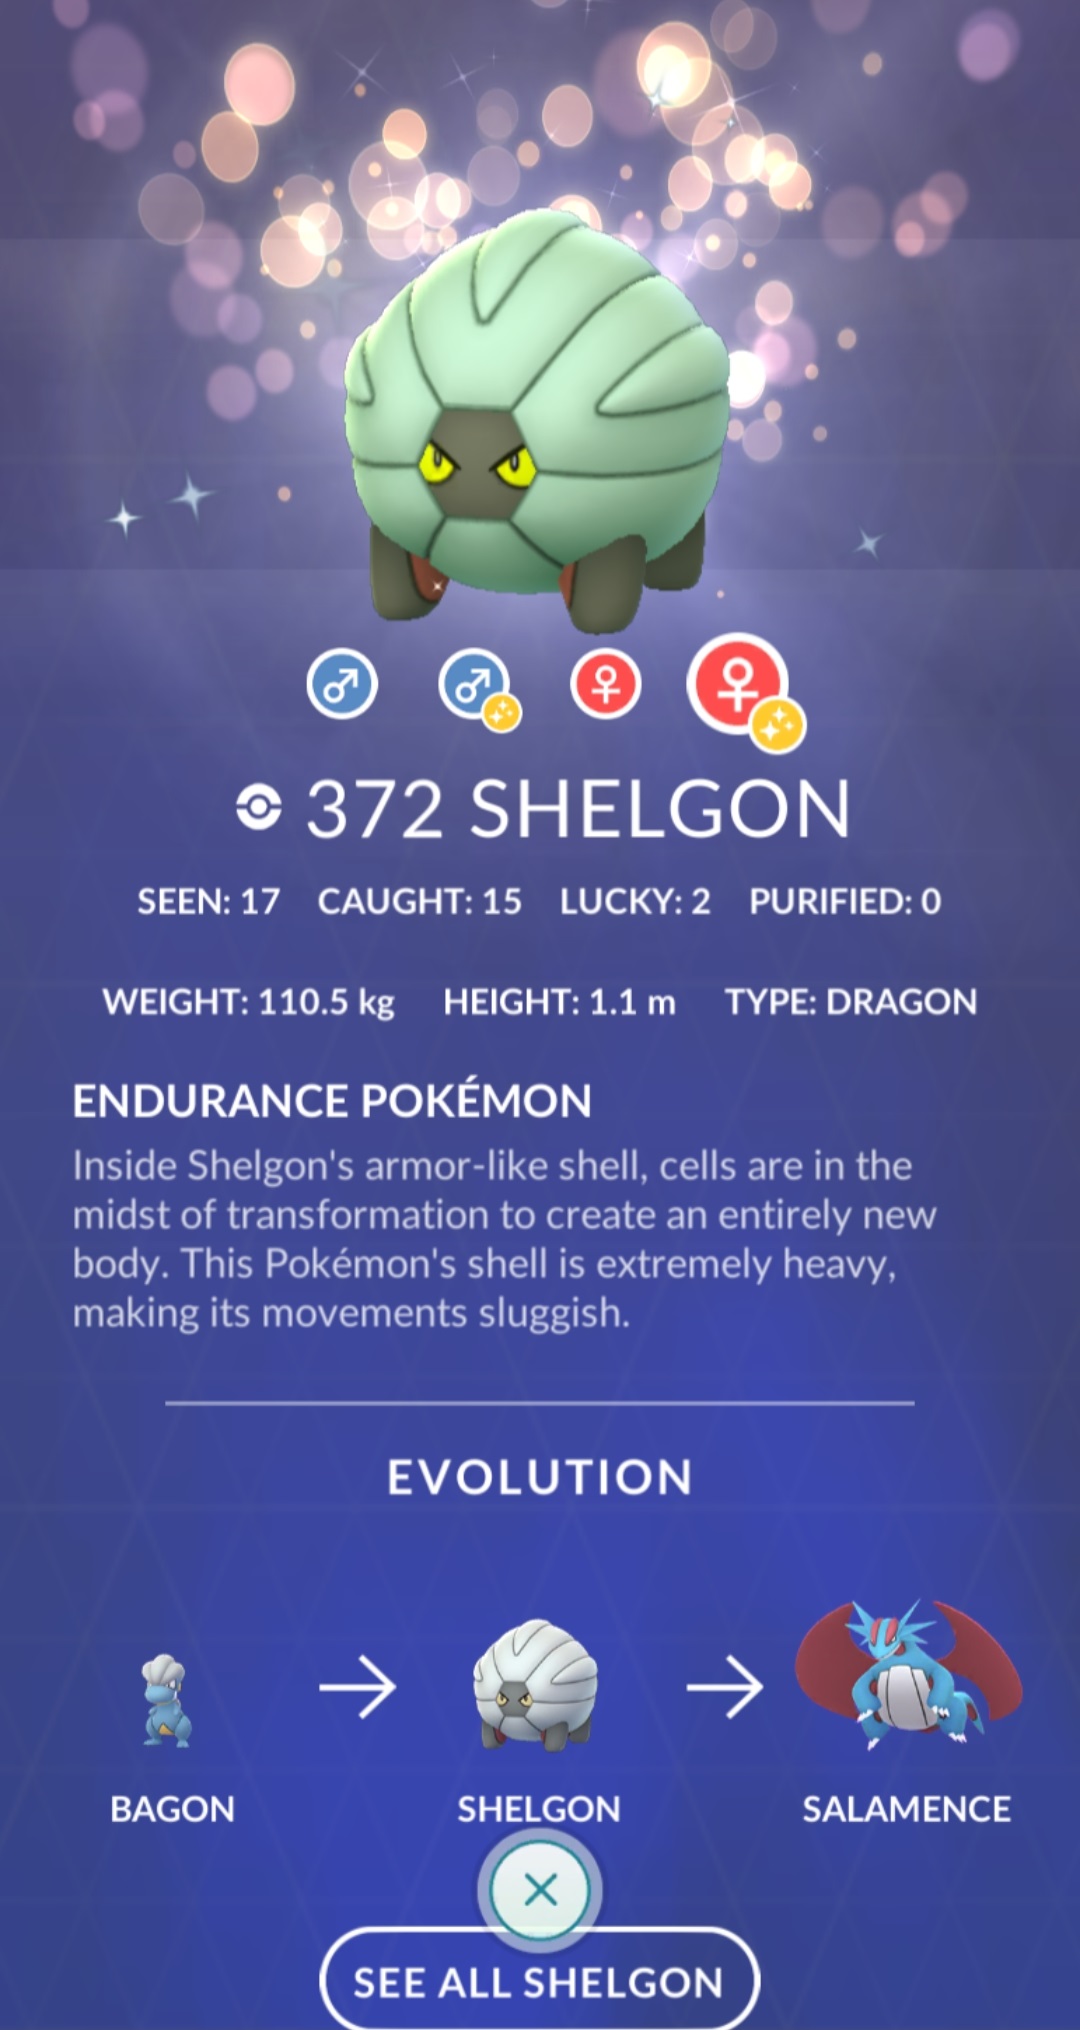 372 SHELGON
SEEN: 17 CAUGHT: 15 LUCKY: 2 PURIFIED: 0
WEIGHT: 110.5 kg HEIGHT: 1.1 m TYPE: DRAGON
ENDURANCE POKÉMON
Inside Shelgon's armor-like shell, cells are in the
midst of transformation to create an entirely new
body. This Pokémon's shell is extremely heavy,
making its movements sluggish.
EVOLUTION
BAGON SHELGON SALAMENCE
SEE ALL SHELGON